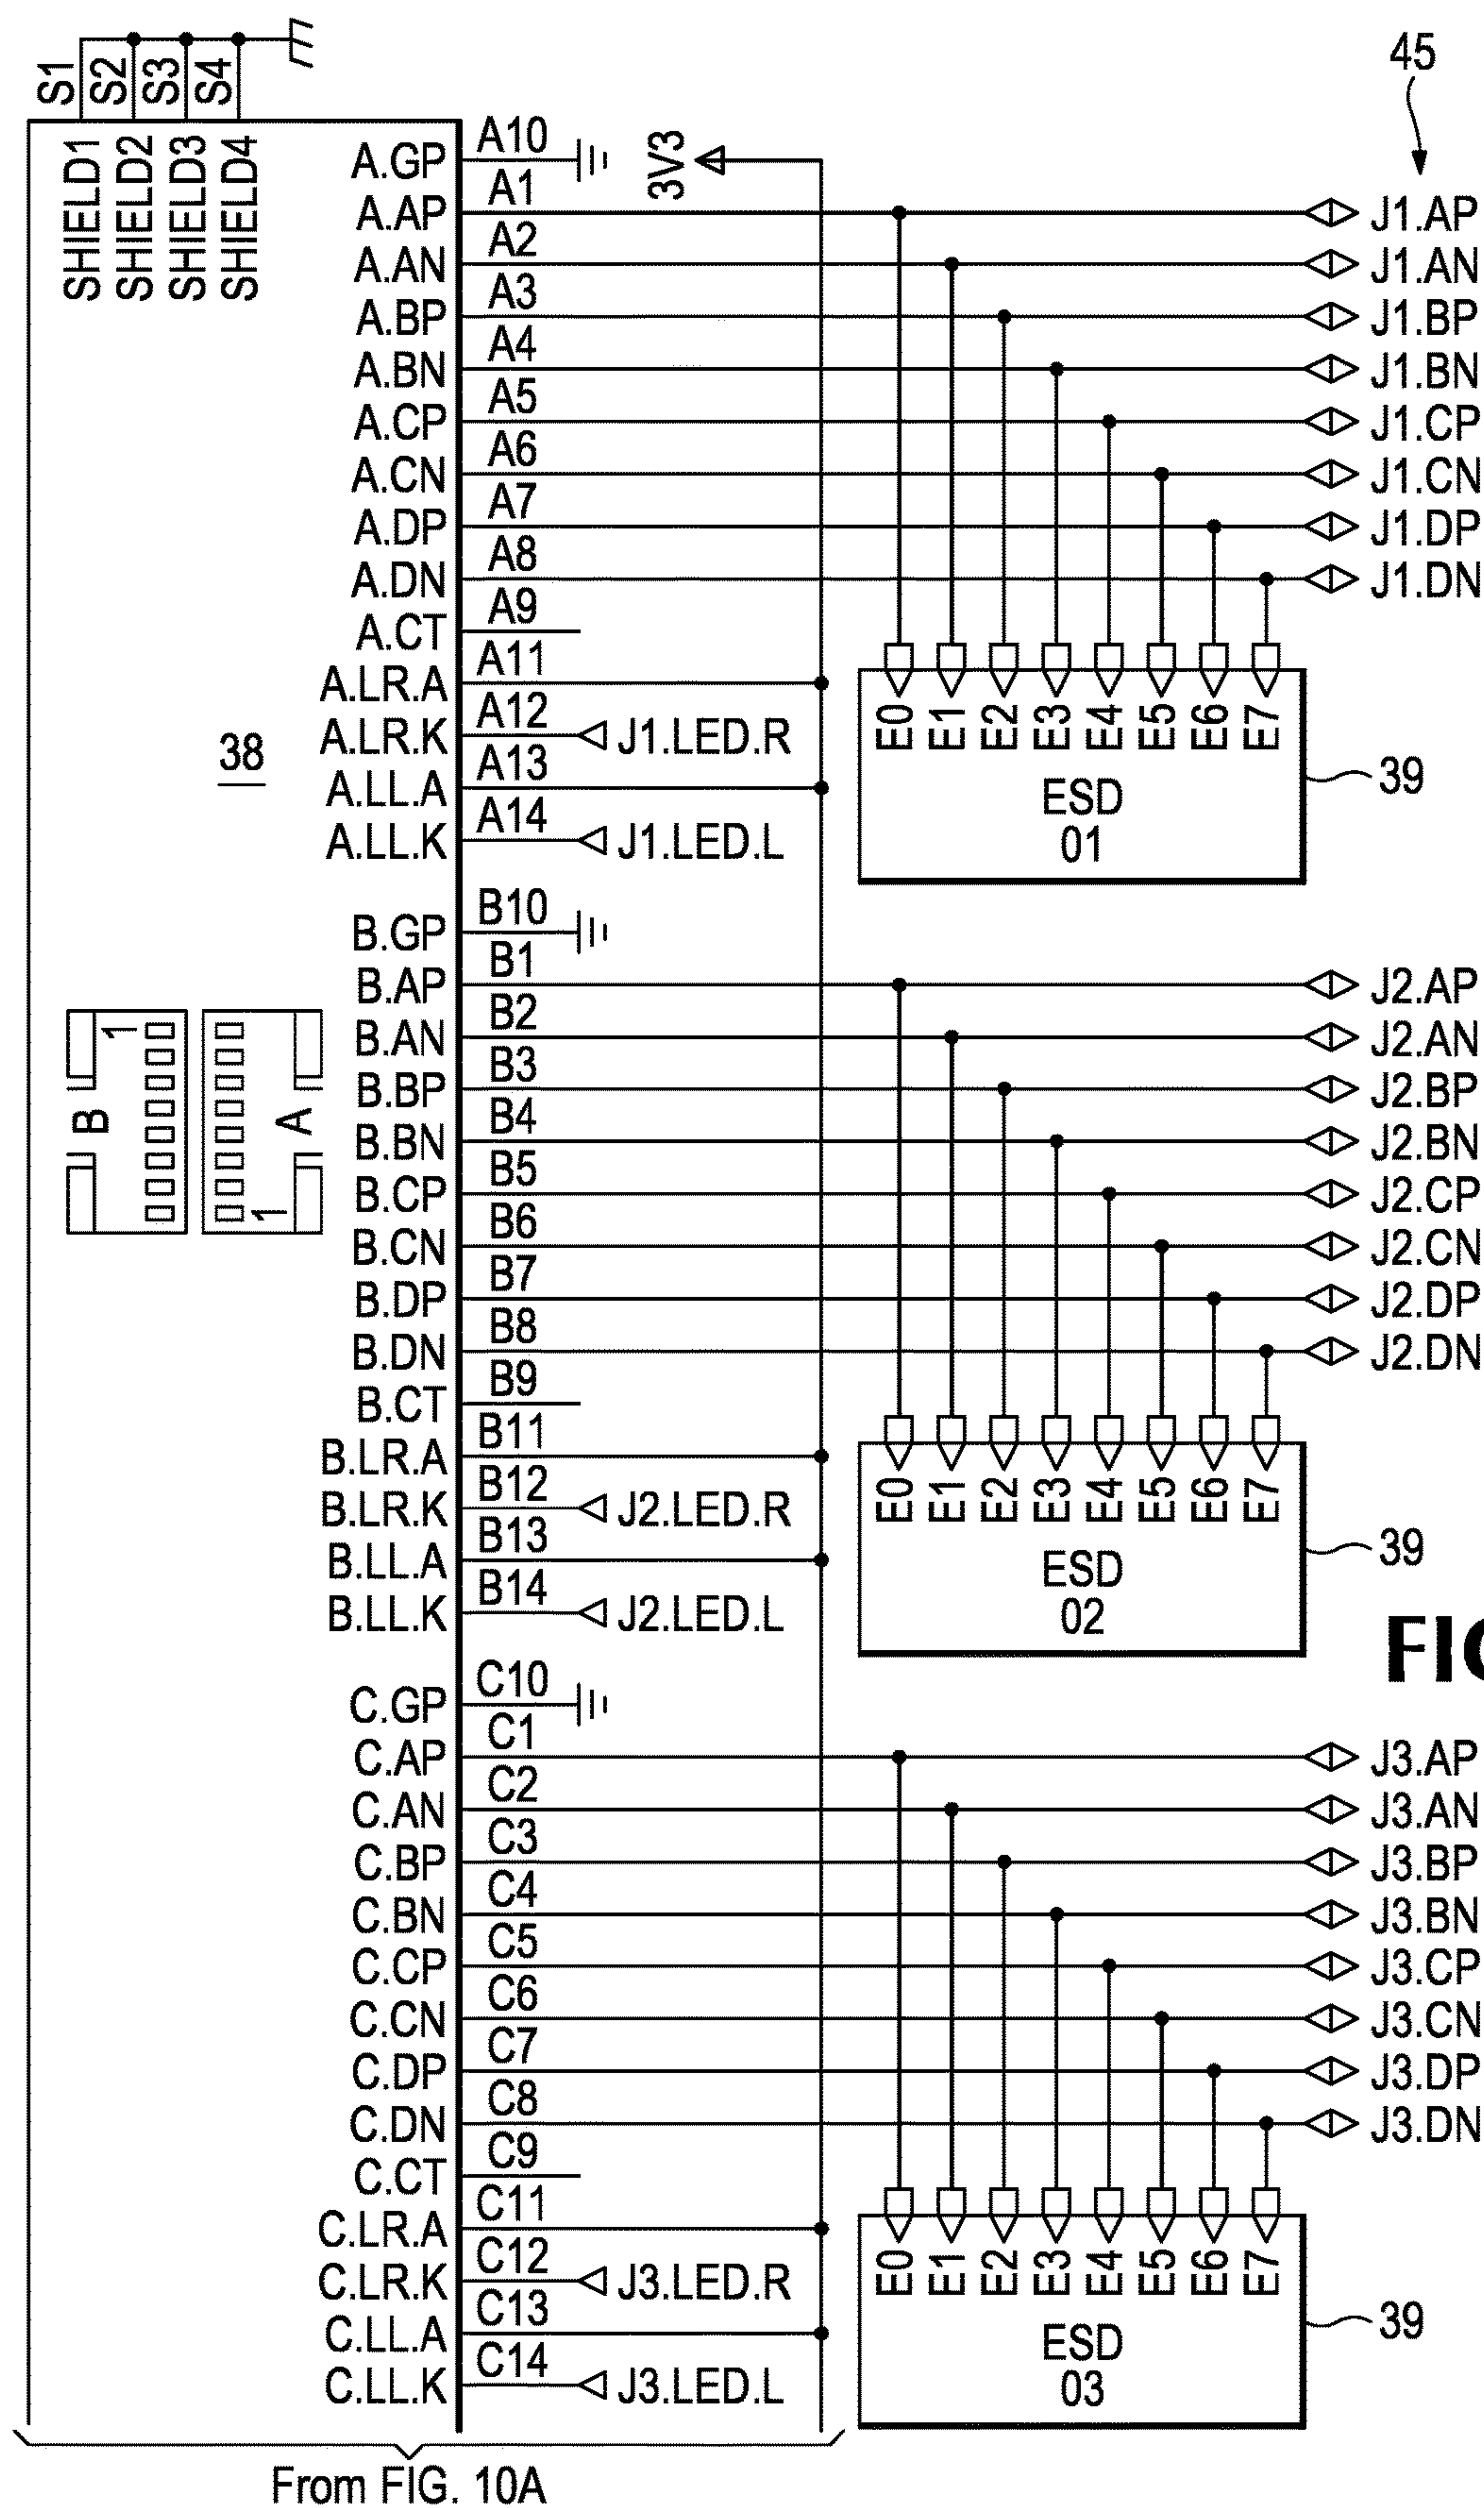 S1 S2 S3 S4
SHIELD1 SHIELD2 SHIELD3 SHIELD4
45
3V3
A.GP A10
A.AP A1 J1.AP
A.AN A2 J1.AN
A.BP A3 J1.BP
A.BN A4 J1.BN
A.CP A5 J1.CP
A.CN A6 J1.CN
A.DP A7 J1.DP
A.DN A8 J1.DN
A.CT A9
A.LR.A A11
A.LR.K A12 J1.LED.R
A.LL.A A13
A.LL.K A14 J1.LED.L
E0 E1 E2 E3 E4 E5 E6 E7
ESD
01
39
38
B.GP B10
B.AP B1 J2.AP
B.AN B2 J2.AN
B.BP B3 J2.BP
B.BN B4 J2.BN
B.CP B5 J2.CP
B.CN B6 J2.CN
B.DP B7 J2.DP
B.DN B8 J2.DN
B.CT B9
B.LR.A B11
B.LR.K B12 J2.LED.R
B.LL.A B13
B.LL.K B14 J2.LED.L
B 1 A 1
E0 E1 E2 E3 E4 E5 E6 E7
ESD
02
39
C.GP C10
C.AP C1 J3.AP
C.AN C2 J3.AN
C.BP C3 J3.BP
C.BN C4 J3.BN
C.CP C5 J3.CP
C.CN C6 J3.CN
C.DP C7 J3.DP
C.DN C8 J3.DN
C.CT C9
C.LR.A C11
C.LR.K C12 J3.LED.R
C.LL.A C13
C.LL.K C14 J3.LED.L
E0 E1 E2 E3 E4 E5 E6 E7
ESD
03
39
From FIG. 10A